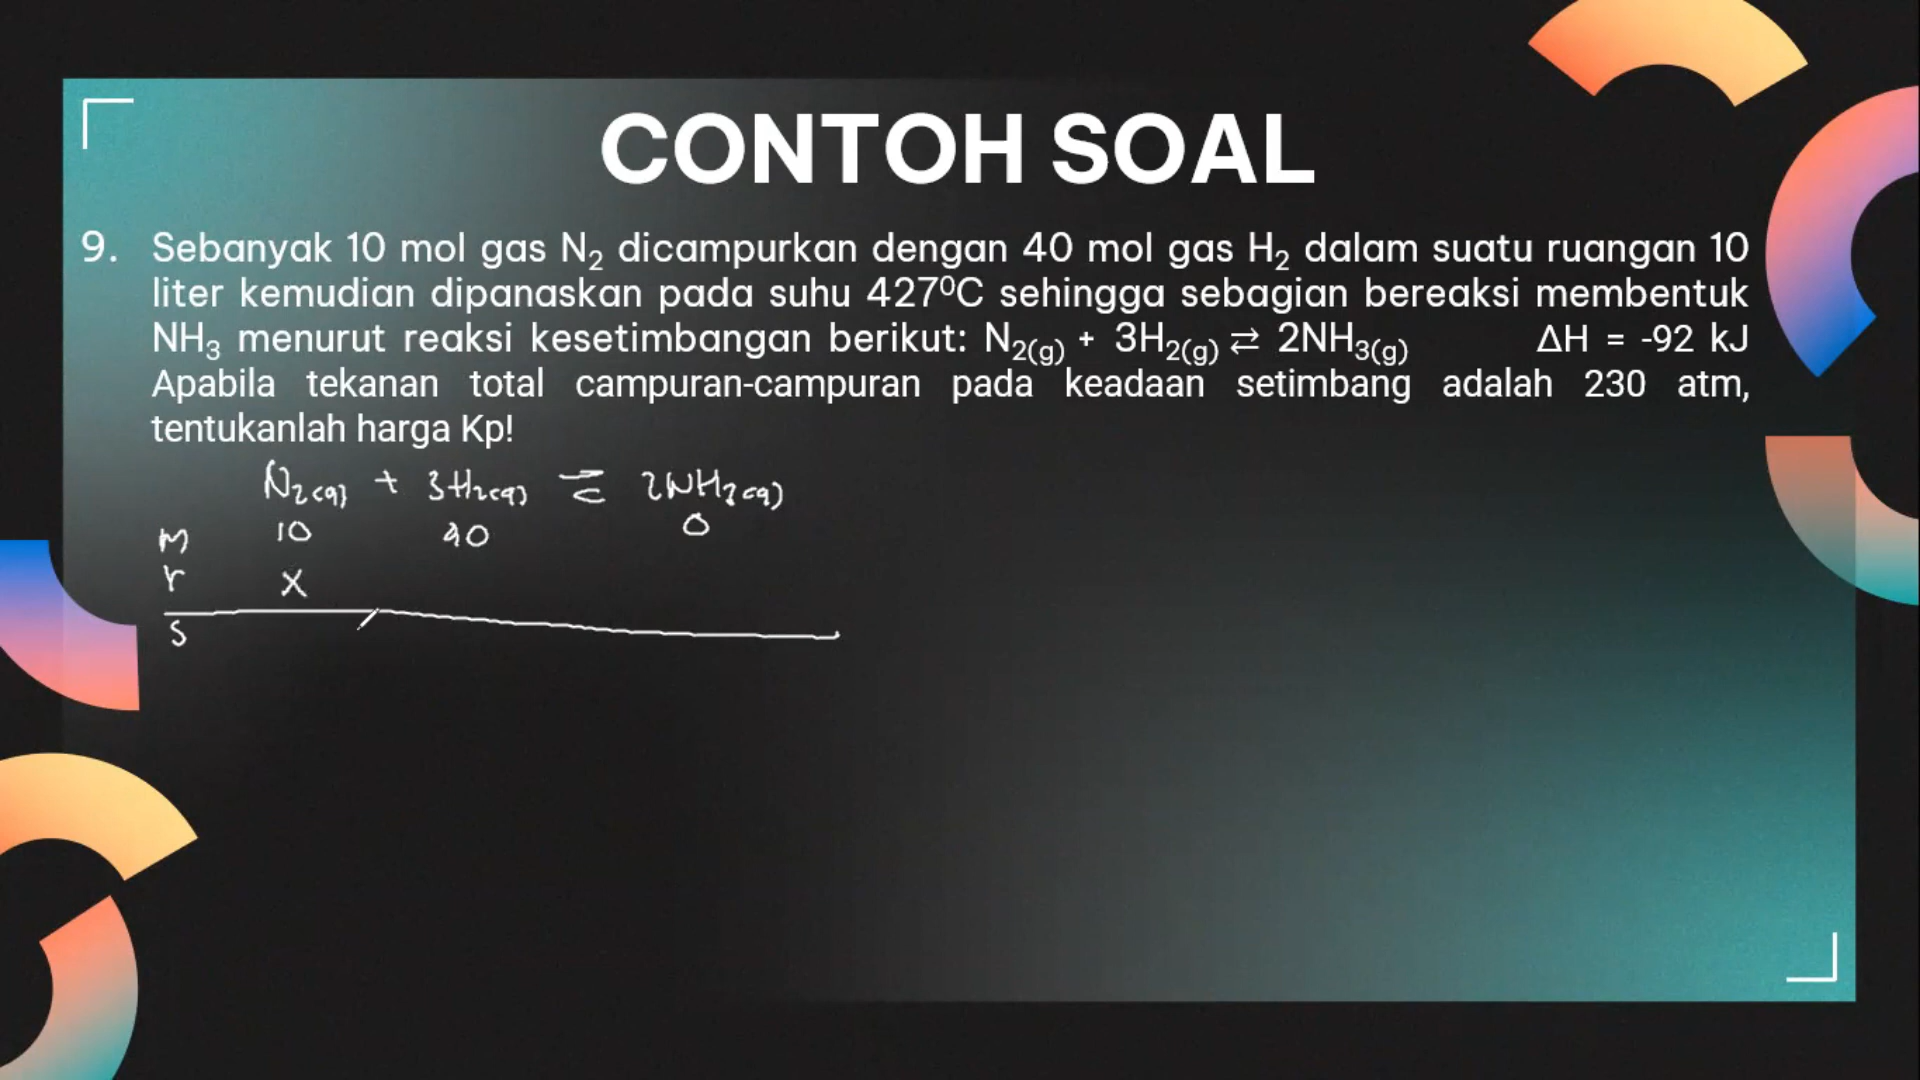 CONTOH SOAL
9. Sebanyak 10 mol gas N₂ dicampurkan dengan 40 mol gas H₂ dalam suatu ruangan 10
liter kemudian dipanaskan pada suhu 427⁰C sehingga sebagian bereaksi membentuk
NH₃ menurut reaksi kesetimbangan berikut: N₂(g) + 3H₂(g) ⇄ 2NH₃(g) ΔH = -92 kJ
Apabila tekanan total campuran-campuran pada keadaan setimbang adalah 230 atm,
tentukanlah harga Kp!
N₂(g) + 3H₂(g) ⇌ 2NH₃(g)
m 10 40 0
r x
s